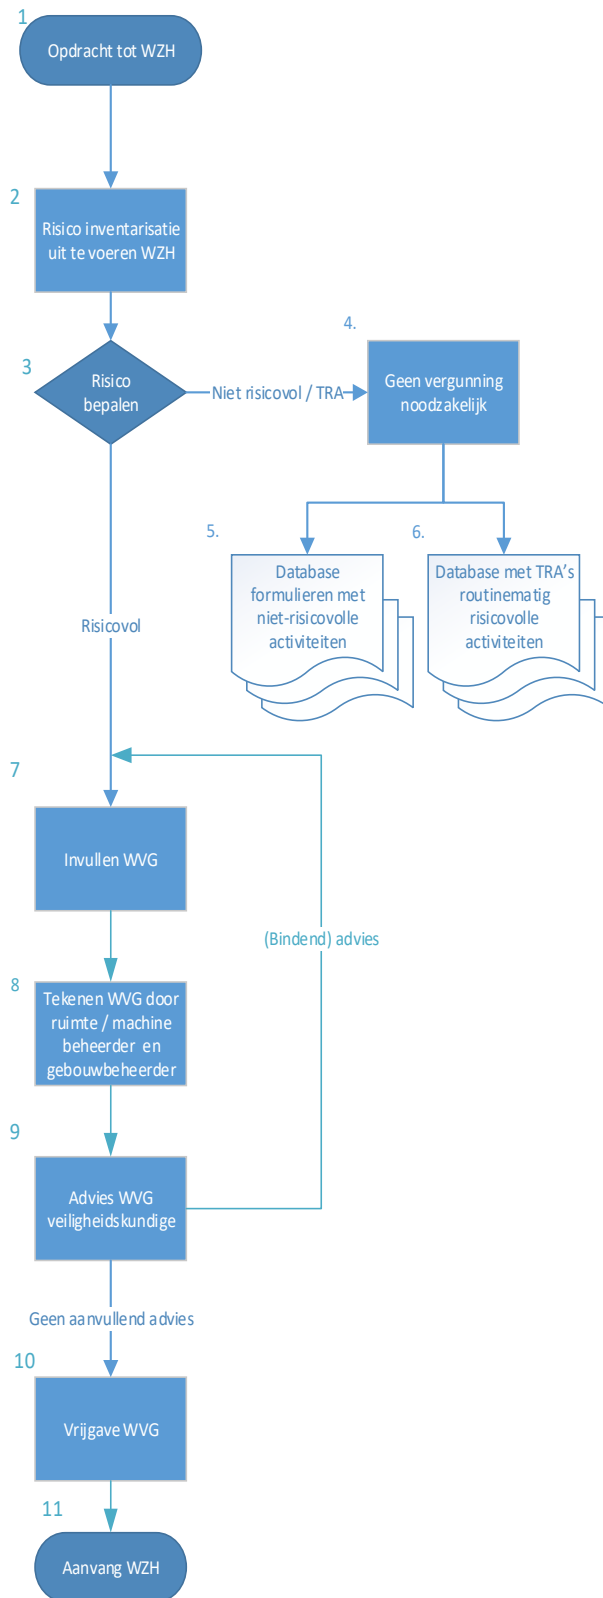 1
Opdracht tot WZH
2
Risico inventarisatie
uit te voeren WZH
3
Risico
bepalen
Niet risicovol / TRA
4.
Geen vergunning
noodzakelijk
5.
Database
formulieren met
niet-risicovolle
activiteiten
6.
Database met TRA's
routinematig
risicovolle
activiteiten
Risicovol
7
Invullen WVG
(Bindend) advies
8
Tekenen WVG door
ruimte / machine
beheerder en
gebouwbeheerder
9
Advies WVG
veiligheidskundige
Geen aanvullend advies
10
Vrijgave WVG
11
Aanvang WZH